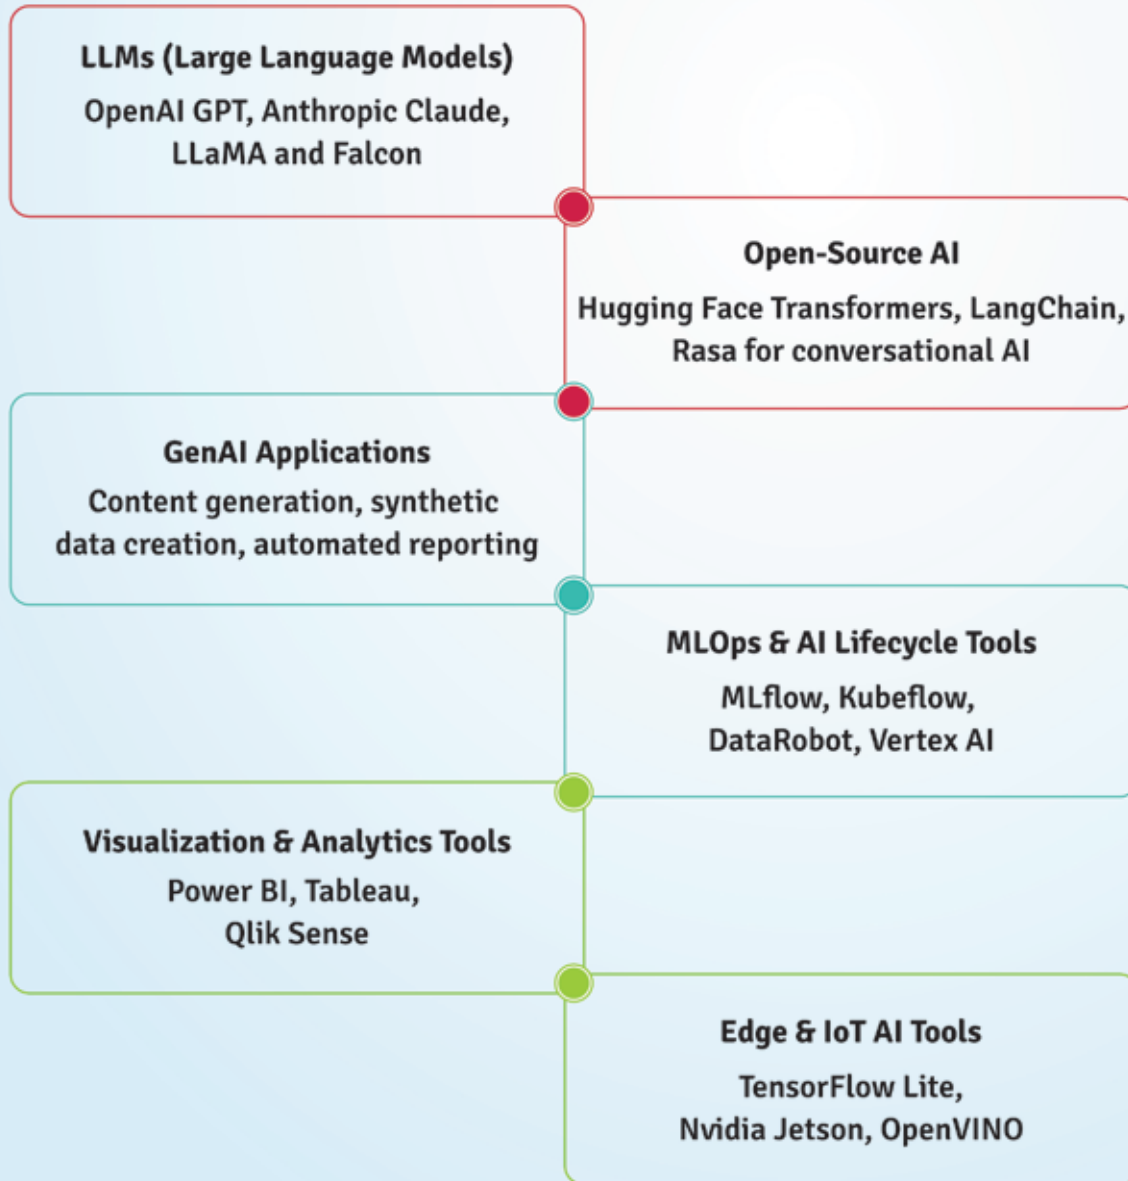 LLMs (Large Language Models)
OpenAI GPT, Anthropic Claude,
LLaMA and Falcon
Open-Source AI
Hugging Face Transformers, LangChain,
Rasa for conversational AI
GenAI Applications
Content generation, synthetic
data creation, automated reporting
MLOps & AI Lifecycle Tools
MLflow, Kubeflow,
DataRobot, Vertex AI
Visualization & Analytics Tools
Power BI, Tableau,
Qlik Sense
Edge & IoT AI Tools
TensorFlow Lite,
Nvidia Jetson, OpenVINO